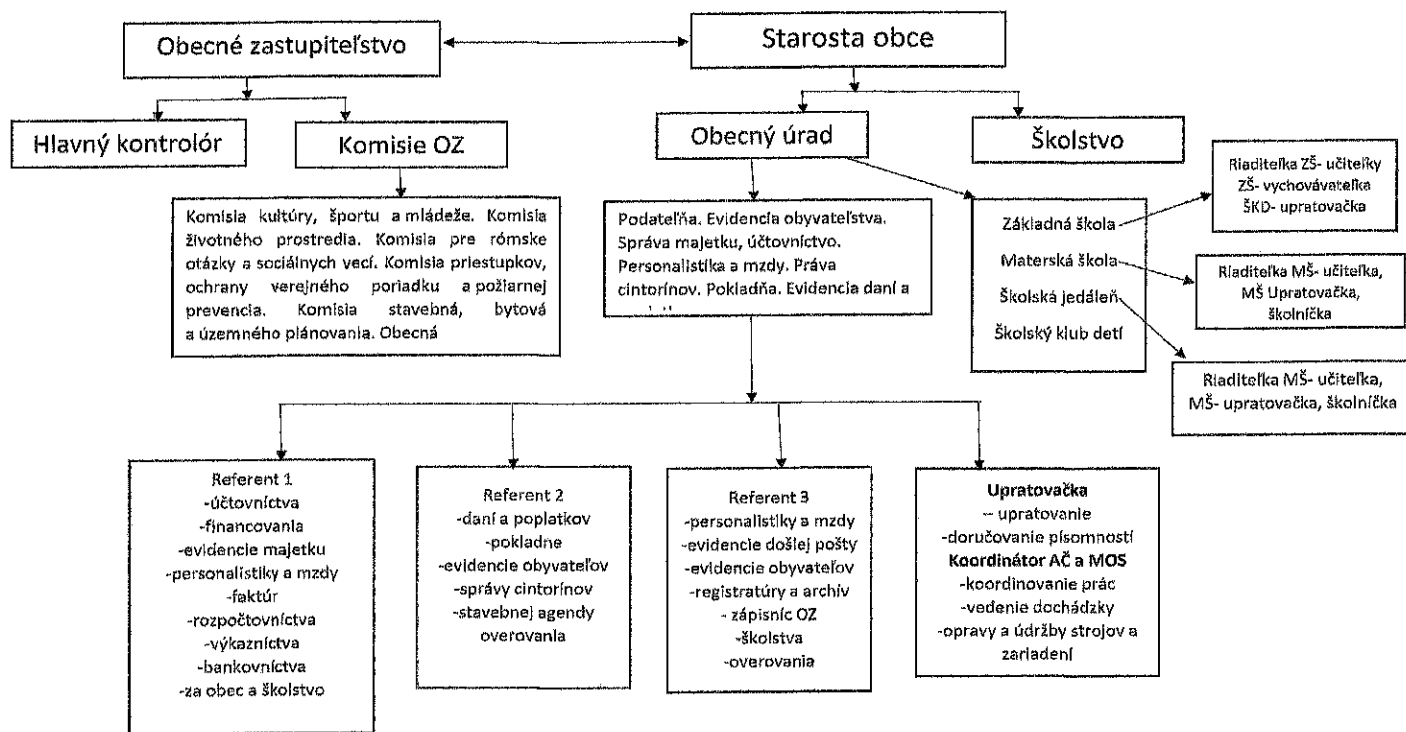 Obecné zastupiteľstvo
Starosta obce
Hlavný kontrolór
Komisie OZ
Obecný úrad
Školstvo
Komisia kultúry, športu a mládeže. Komisia
životného prostredia. Komisia pre rómske
otázky a sociálnych vecí. Komisia priestupkov,
ochrany verejného poriadku a požiarnej
prevencia. Komisia stavebná, bytová
a územného plánovania. Obecná
Podateľňa. Evidencia obyvateľstva.
Správa majetku, účtovníctvo.
Personalistika a mzdy. Práva
cintorínov. Pokladňa. Evidencia daní a
Základná škola
Materská škola
Školská jedáleň
Školský klub detí
Riaditeľka ZŠ- učiteľky
ZŠ- vychovávateľka
ŠKD- upratovačka
Riaditeľka MŠ- učiteľka,
MŠ Upratovačka,
školníčka
Riaditeľka MŠ- učiteľka,
MŠ- upratovačka, školníčka
Referent 1
-účtovníctva
-financovania
-evidencie majetku
-personalistiky a mzdy
-faktúr
-rozpočtovníctva
-výkazníctva
-bankovníctva
-za obec a školstvo
Referent 2
-daní a poplatkov
-pokladne
-evidencie obyvateľov
-správy cintorínov
-stavebnej agendy
overovania
Referent 3
-personalistiky a mzdy
-evidencie došlej pošty
-evidencie obyvateľov
-registratúry a archív
- zápisníc OZ
-školstva
-overovania
Upratovačka
– upratovanie
-doručovanie písomností
Koordinátor AČ a MOS
-koordinovanie prác
-vedenie dochádzky
-opravy a údržby strojov a
zariadení